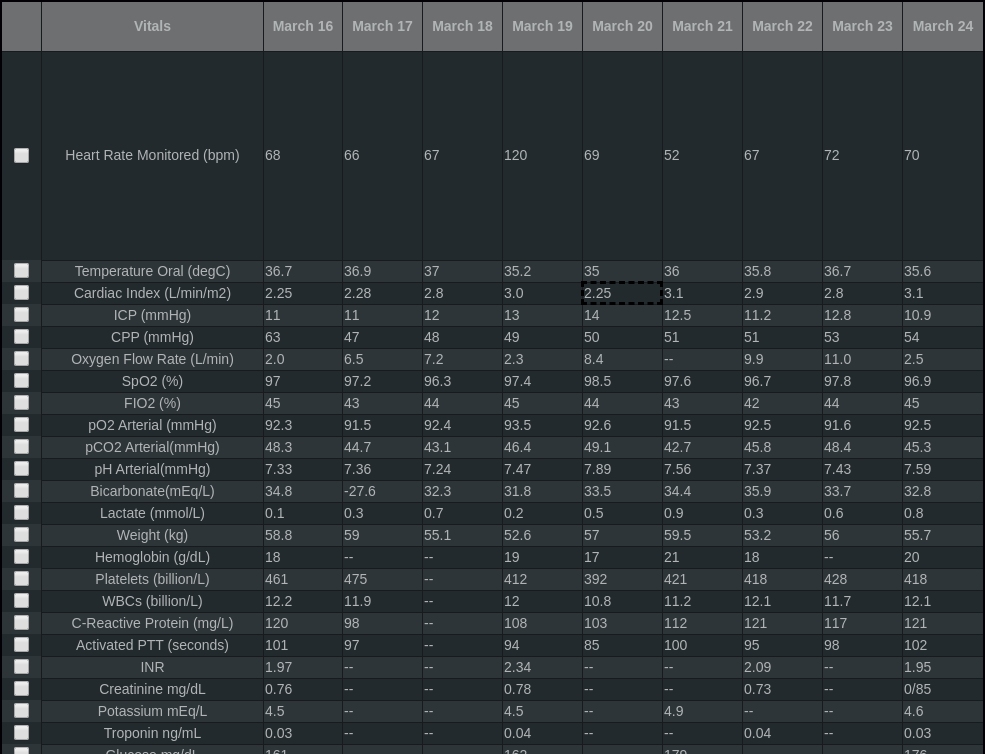 Vitals March 16 March 17 March 18 March 19 March 20 March 21 March 22 March 23 March 24
Heart Rate Monitored (bpm) 68 66 67 120 69 52 67 72 70
Temperature Oral (degC) 36.7 36.9 37 35.2 35 36 35.8 36.7 35.6
Cardiac Index (L/min/m2) 2.25 2.28 2.8 3.0 2.25 3.1 2.9 2.8 3.1
ICP (mmHg) 11 11 12 13 14 12.5 11.2 12.8 10.9
CPP (mmHg) 63 47 48 49 50 51 51 53 54
Oxygen Flow Rate (L/min) 2.0 6.5 7.2 2.3 8.4 -- 9.9 11.0 2.5
SpO2 (%) 97 97.2 96.3 97.4 98.5 97.6 96.7 97.8 96.9
FIO2 (%) 45 43 44 45 44 43 42 44 45
pO2 Arterial (mmHg) 92.3 91.5 92.4 93.5 92.6 91.5 92.5 91.6 92.5
pCO2 Arterial(mmHg) 48.3 44.7 43.1 46.4 49.1 42.7 45.8 48.4 45.3
pH Arterial(mmHg) 7.33 7.36 7.24 7.47 7.89 7.56 7.37 7.43 7.59
Bicarbonate(mEq/L) 34.8 -27.6 32.3 31.8 33.5 34.4 35.9 33.7 32.8
Lactate (mmol/L) 0.1 0.3 0.7 0.2 0.5 0.9 0.3 0.6 0.8
Weight (kg) 58.8 59 55.1 52.6 57 59.5 53.2 56 55.7
Hemoglobin (g/dL) 18 -- -- 19 17 21 18 -- 20
Platelets (billion/L) 461 475 -- 412 392 421 418 428 418
WBCs (billion/L) 12.2 11.9 -- 12 10.8 11.2 12.1 11.7 12.1
C-Reactive Protein (mg/L) 120 98 -- 108 103 112 121 117 121
Activated PTT (seconds) 101 97 -- 94 85 100 95 98 102
INR 1.97 -- -- 2.34 -- -- 2.09 -- 1.95
Creatinine mg/dL 0.76 -- -- 0.78 -- -- 0.73 -- 0/85
Potassium mEq/L 4.5 -- -- 4.5 -- 4.9 -- -- 4.6
Troponin ng/mL 0.03 -- -- 0.04 -- -- 0.04 -- 0.03
Glucose mg/dL 161